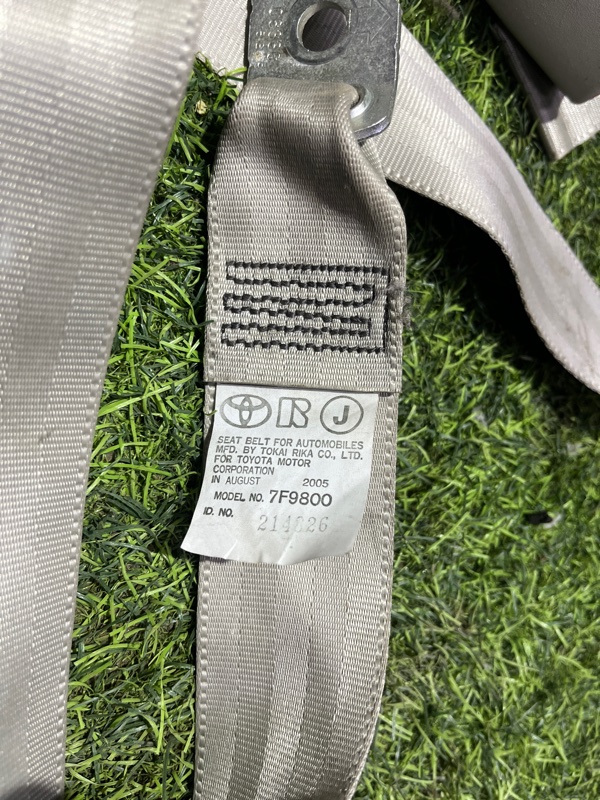 R J
SEAT BELT FOR AUTOMOBILES
MFD. BY TOKAI RIKA CO., LTD.
FOR TOYOTA MOTOR
CORPORATION
IN AUGUST 2005
MODEL NO. 7F9800
ID. NO. 214826